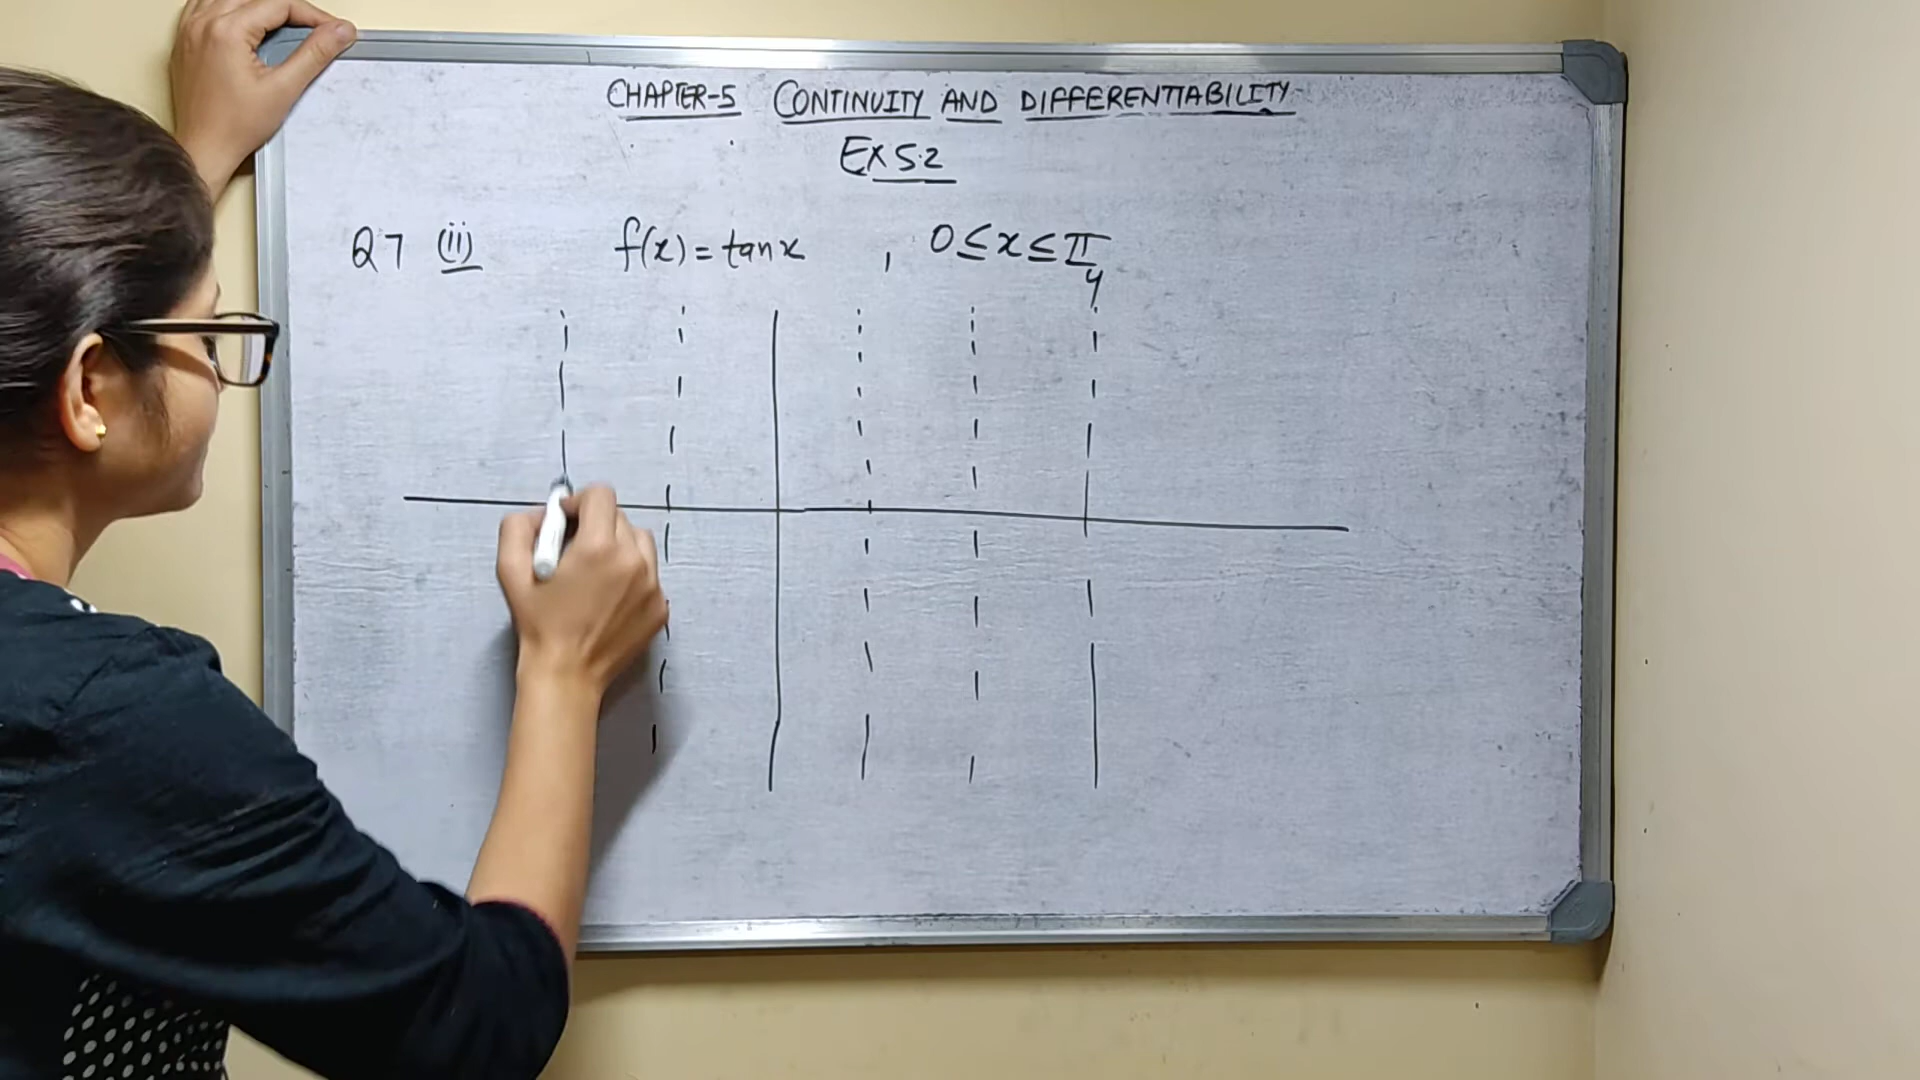 CHAPTER-5 CONTINUITY AND DIFFERENTIABILITY
EX 5.2
Q7 (ii) f(x) = tan x , 0 ≤ x ≤ π/4